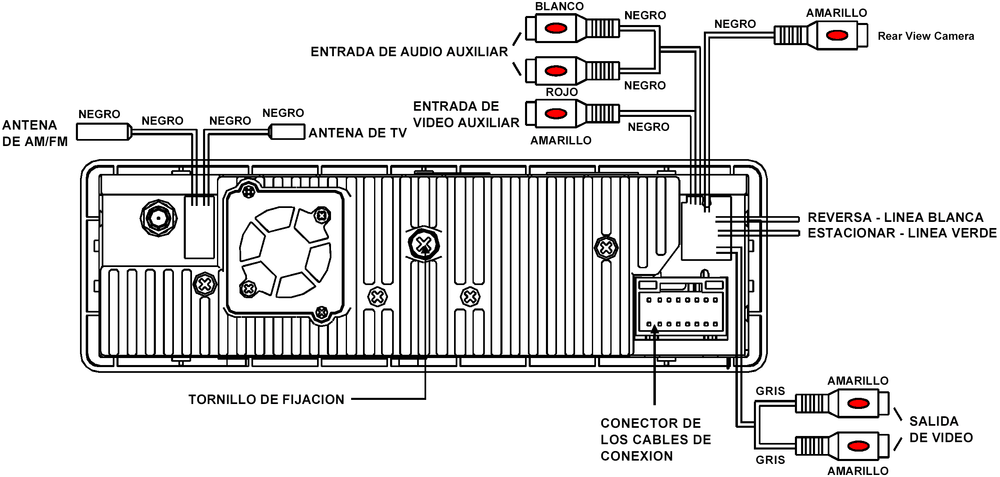 BLANCO
NEGRO
AMARILLO
NEGRO
Rear View Camera
ENTRADA DE AUDIO AUXILIAR
NEGRO
ROJO
ENTRADA DE
VIDEO AUXILIAR
NEGRO
AMARILLO
NEGRO
NEGRO
NEGRO
NEGRO
ANTENA
DE AM/FM
ANTENA DE TV
REVERSA - LINEA BLANCA
ESTACIONAR - LINEA VERDE
TORNILLO DE FIJACION
CONECTOR DE
LOS CABLES DE
CONEXION
AMARILLO
GRIS
SALIDA
DE VIDEO
GRIS
AMARILLO